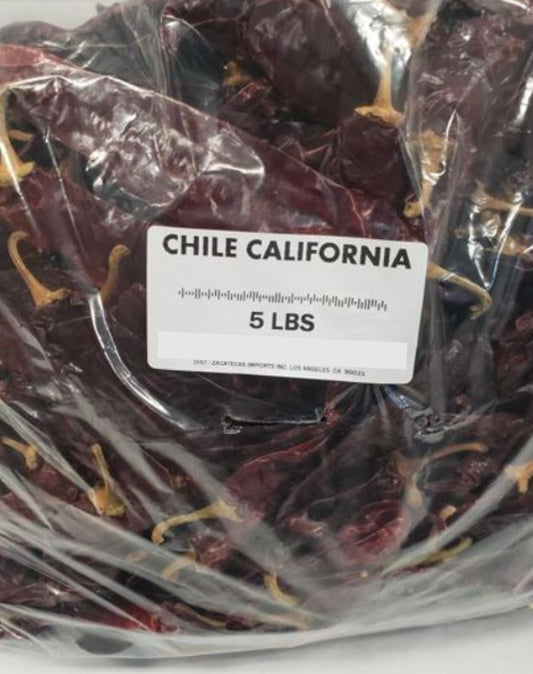 CHILE CALIFORNIA
5 LBS
DIST: ZACATECAS IMPORTS INC LOS ANGELES, CA 90023